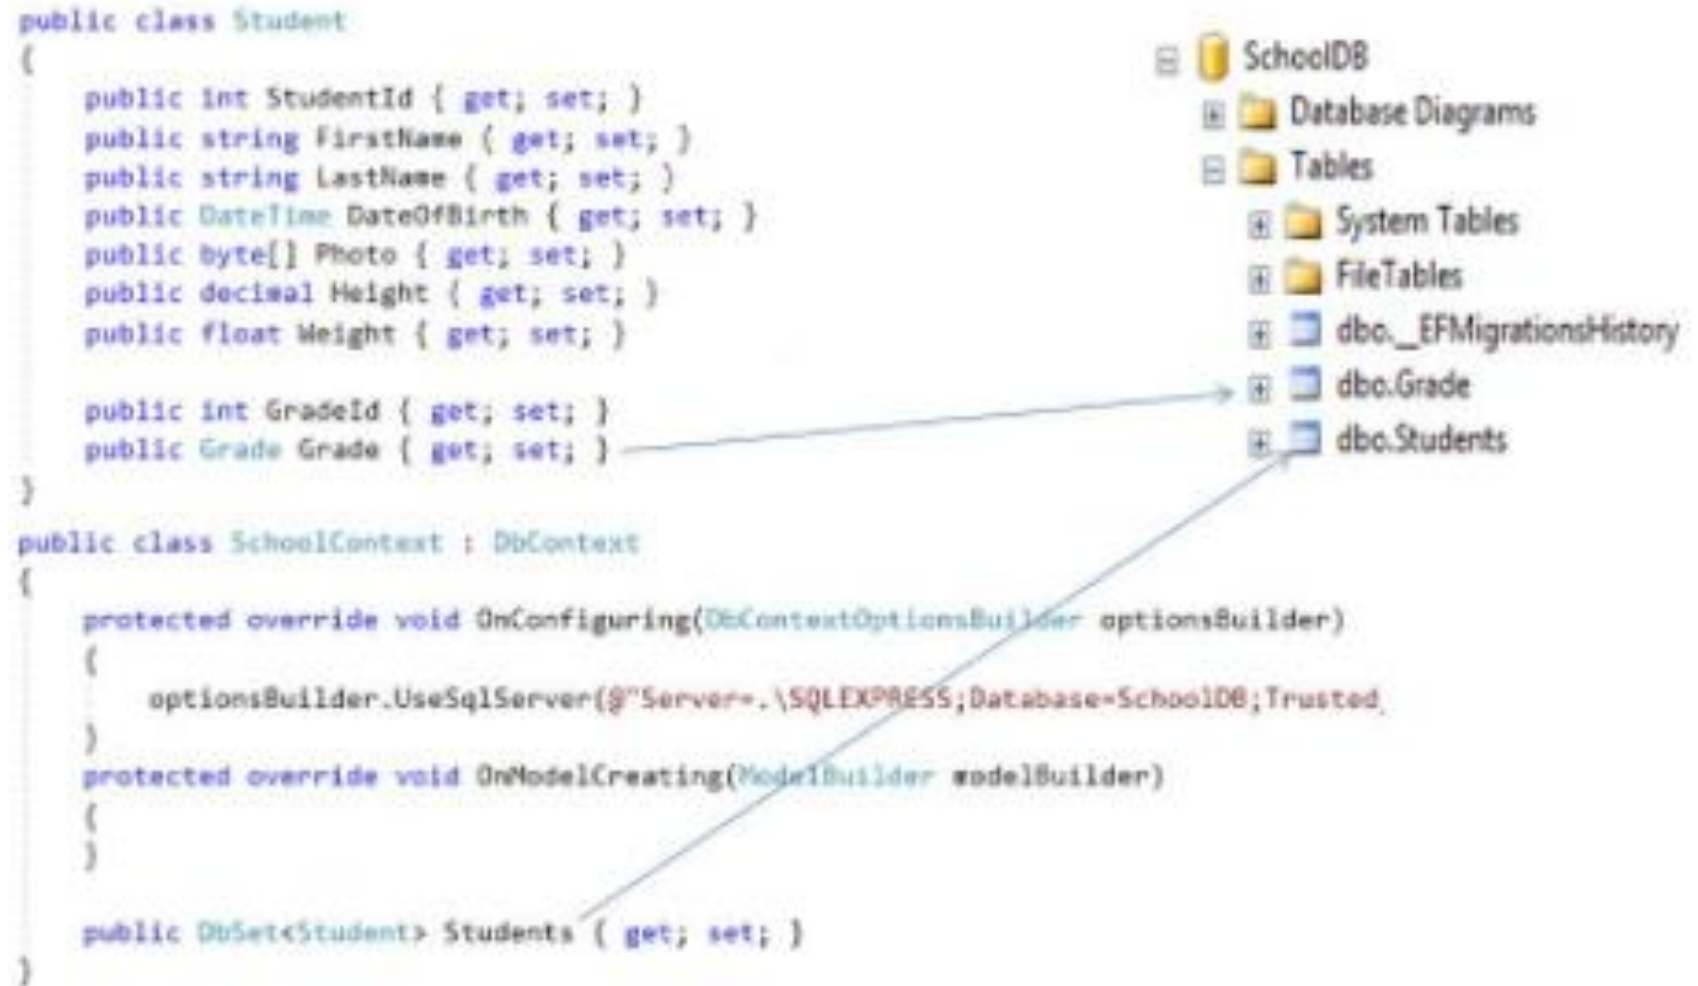 public class Student
{
public int StudentId { get; set; }
public string FirstName { get; set; }
public string LastName { get; set; }
public DateTime DateOfBirth { get; set; }
public byte[] Photo { get; set; }
public decimal Height { get; set; }
public float Weight { get; set; }
public int GradeId { get; set; }
public Grade Grade { get; set; }
}
public class SchoolContext : DbContext
{
protected override void OnConfiguring(DbContextOptionsBuilder optionsBuilder)
{
optionsBuilder.UseSqlServer(@"Server=.\SQLEXPRESS;Database=SchoolDB;Trusted_
}
protected override void OnModelCreating(ModelBuilder modelBuilder)
{
}
public DbSet<Student> Students { get; set; }
}
SchoolDB
Database Diagrams
Tables
System Tables
FileTables
dbo.__EFMigrationsHistory
dbo.Grade
dbo.Students